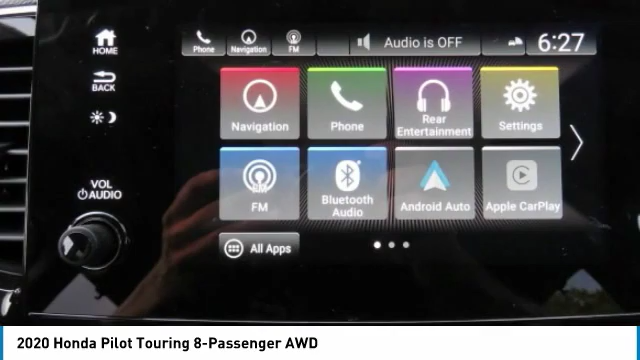 HOME
BACK
VOL
AUDIO
Phone
Navigation
FM
Audio is OFF
6:27
Navigation
Phone
Rear
Entertainment
Settings
FM
Bluetooth
Audio
Android Auto
Apple CarPlay
All Apps
2020 Honda Pilot Touring 8-Passenger AWD